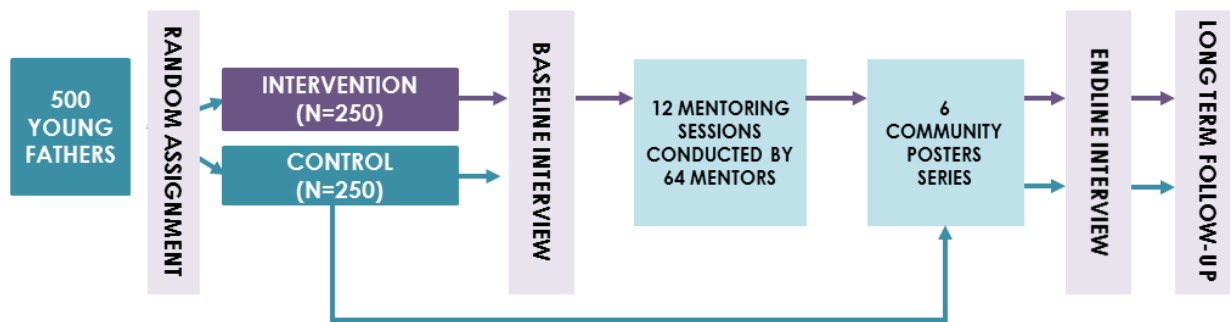 500
YOUNG
FATHERS
RANDOM ASSIGNMENT
INTERVENTION
(N=250)
CONTROL
(N=250)
BASELINE INTERVIEW
12 MENTORING
SESSIONS
CONDUCTED BY
64 MENTORS
6
COMMUNITY
POSTERS
SERIES
ENDLINE INTERVIEW
LONG TERM FOLLOW-UP